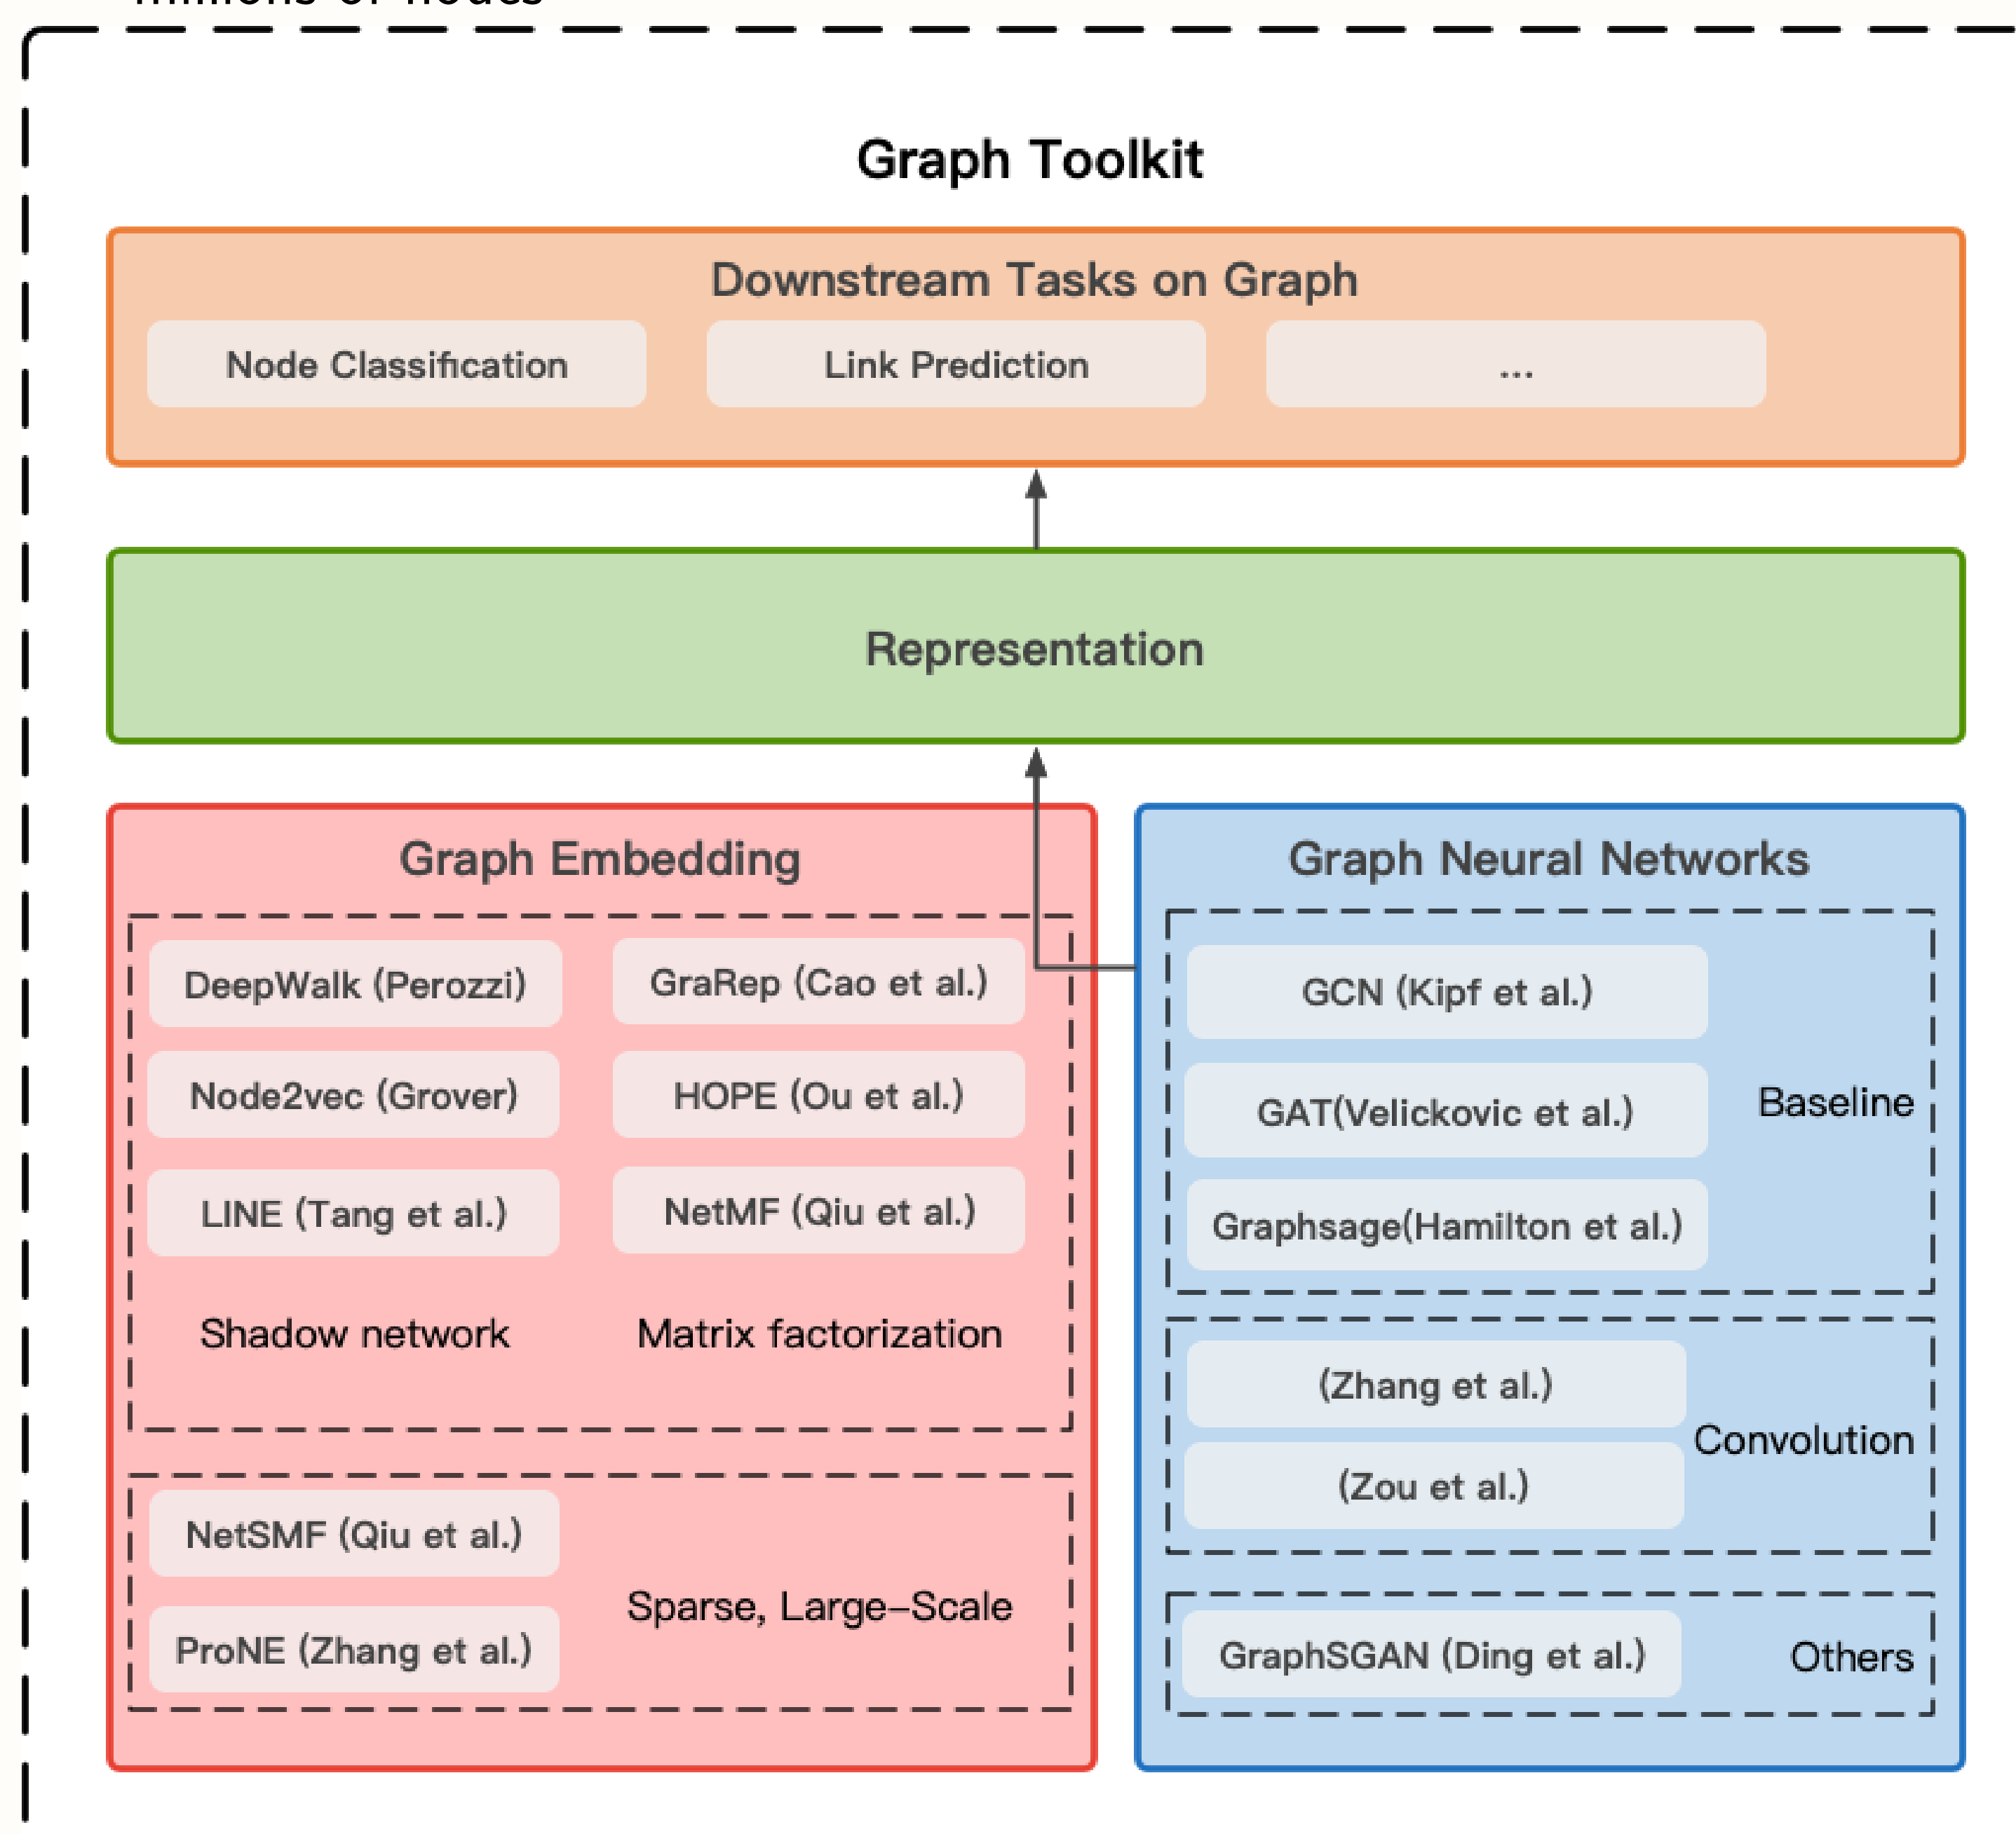 millions of nodes
Graph Toolkit
Downstream Tasks on Graph
Node Classification
Link Prediction
...
Representation
Graph Embedding
DeepWalk (Perozzi)
GraRep (Cao et al.)
Node2vec (Grover)
HOPE (Ou et al.)
LINE (Tang et al.)
NetMF (Qiu et al.)
Shadow network
Matrix factorization
NetSMF (Qiu et al.)
Sparse, Large-Scale
ProNE (Zhang et al.)
Graph Neural Networks
GCN (Kipf et al.)
GAT(Velickovic et al.)
Baseline
Graphsage(Hamilton et al.)
(Zhang et al.)
Convolution
(Zou et al.)
GraphSGAN (Ding et al.)
Others